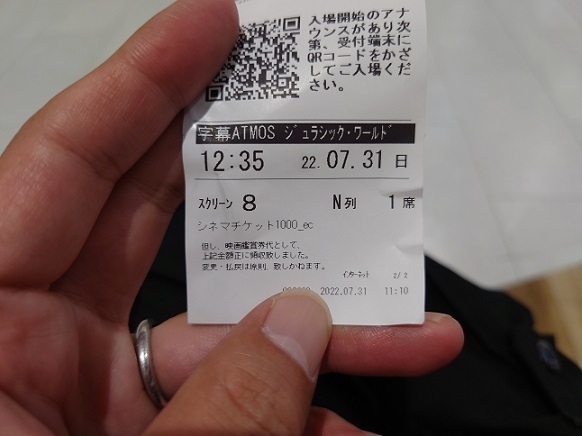 入場開始のアナ
ウンスがあり次
第、受付端末に
QRコードをかざ
してご入場くだ
さい。
字幕ATMOS ジュラシック・ワールド
12:35 22.07.31 日
スクリーン 8 N列 1席
シネマチケット1000_ec
但し、映画鑑賞券代として、
上記金額正に領収致しました。
変更・払戻は原則 致しかねます。
インターネット 2/2
2022.07.31 11:10